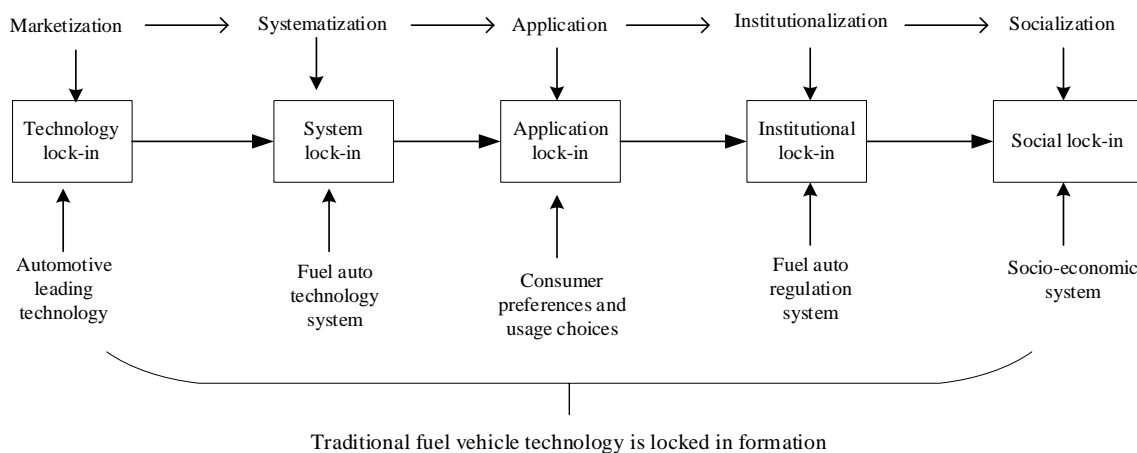 Marketization
Systematization
Application
Institutionalization
Socialization
Technology
lock-in
System
lock-in
Application
lock-in
Institutional
lock-in
Social lock-in
Automotive
leading
technology
Fuel auto
technology
system
Consumer
preferences and
usage choices
Fuel auto
regulation
system
Socio-economic
system
Traditional fuel vehicle technology is locked in formation